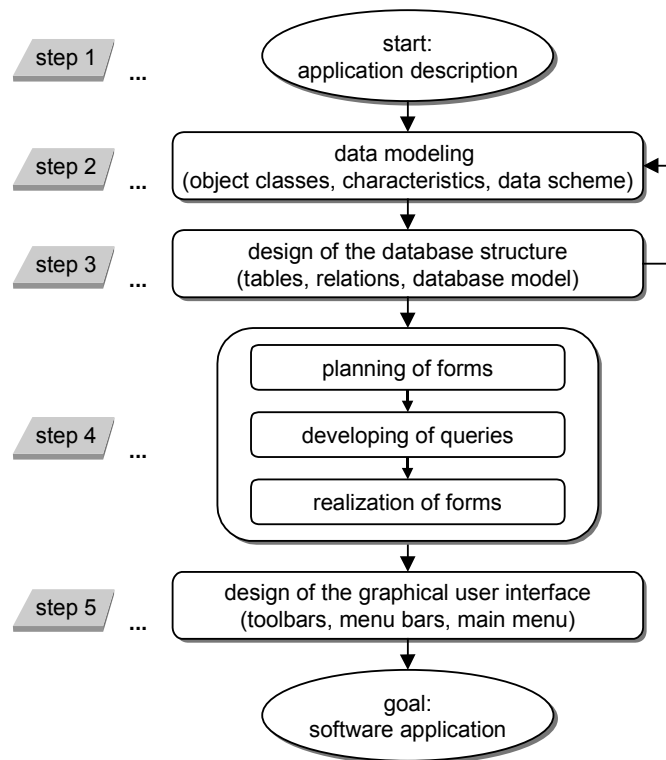 step 1
...
start:
application description
step 2
...
data modeling
(object classes, characteristics, data scheme)
step 3
...
design of the database structure
(tables, relations, database model)
step 4
...
planning of forms
developing of queries
realization of forms
step 5
...
design of the graphical user interface
(toolbars, menu bars, main menu)
goal:
software application